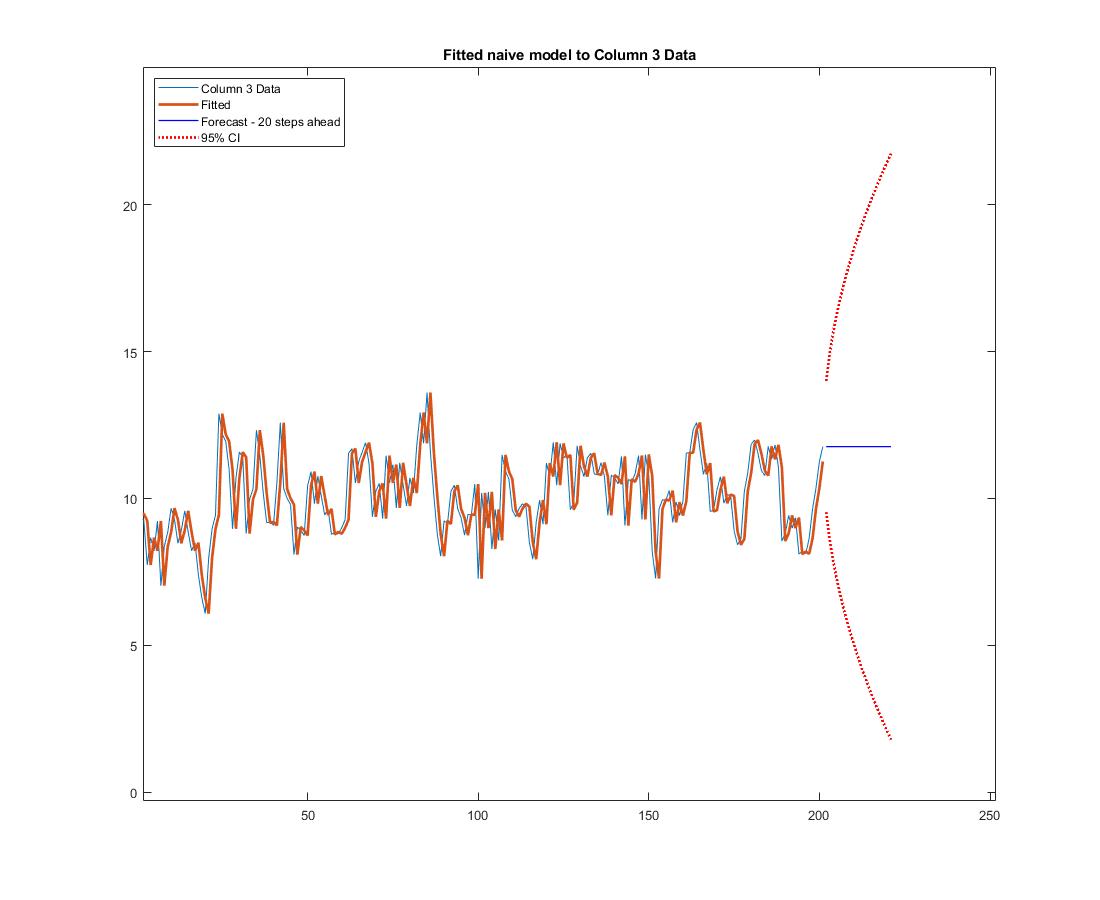 Fitted naive model to Column 3 Data
Column 3 Data
Fitted
Forecast - 20 steps ahead
95% CI
20
15
10
5
0
50
100
150
200
250